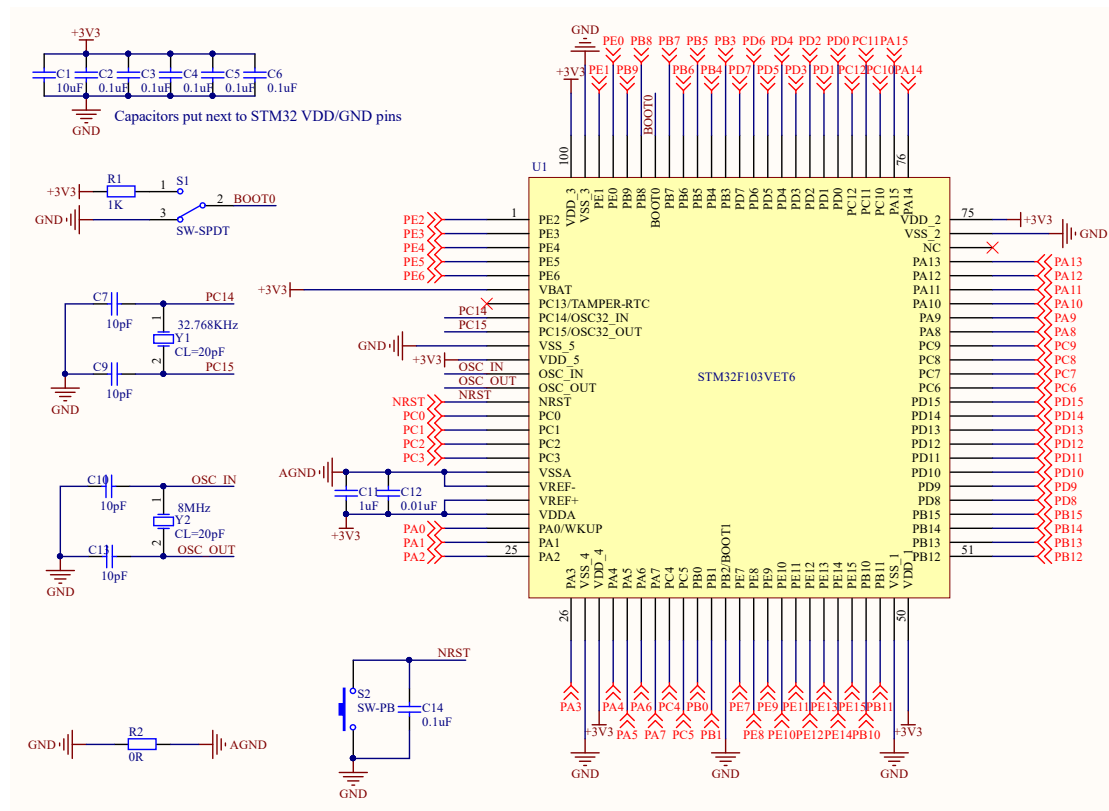 +3V3
C1 C2 C3 C4 C5 C6
10uF 0.1uF 0.1uF 0.1uF 0.1uF 0.1uF
GND
Capacitors put next to STM32 VDD/GND pins
+3V3 R1 1K 1 S1
GND 3 2 BOOT0
SW-SPDT
C7 10pF PC14
1 32.768KHz
Y1
2 CL=20pF
C9 10pF PC15
GND
C10 10pF OSC_IN
1 8MHz
Y2
2 CL=20pF
C13 10pF OSC_OUT
GND
GND R2 0R AGND
NRST
S2
SW-PB
C14
0.1uF
GND
GND PE0 PB8 PB7 PB5 PB3 PD6 PD4 PD2 PD0 PC11 PA15
+3V3 PE1 PB9 PB6 PB4 PD7 PD5 PD3 PD1 PC12 PC10 PA14
BOOT0
U1 100 76
VDD_3 VSS_3 PE1 PE0 PB9 PB8 BOOT0 PB7 PB6 PB5 PB4 PB3 PD7 PD6 PD5 PD4 PD3 PD2 PD1 PD0 PC12 PC11 PC10 PA15 PA14
PE2 1 PE2
PE3 PE3
PE4 PE4
PE5 PE5
PE6 PE6
+3V3 VBAT
PC13/TAMPER-RTC
PC14 PC14/OSC32_IN
PC15 PC15/OSC32_OUT
GND VSS_5
+3V3 VDD_5
OSC_IN OSC_IN
OSC_OUT OSC_OUT
NRST NRST NRST
PC0 PC0
PC1 PC1
PC2 PC2
PC3 PC3
AGND VSSA
C11 C12 VREF-
1uF 0.01uF VREF+
VDDA
+3V3
PA0 PA0/WKUP
PA1 PA1
PA2 25 PA2
STM32F103VET6
VDD_2 75 +3V3
VSS_2 GND
NC
PA13 PA13
PA12 PA12
PA11 PA11
PA10 PA10
PA9 PA9
PA8 PA8
PC9 PC9
PC8 PC8
PC7 PC7
PC6 PC6
PD15 PD15
PD14 PD14
PD13 PD13
PD12 PD12
PD11 PD11
PD10 PD10
PD9 PD9
PD8 PD8
PB15 PB15
PB14 PB14
PB13 PB13
PB12 51 PB12
PA3 VSS_4 VDD_4 PA4 PA5 PA6 PA7 PC4 PC5 PB0 PB1 PB2/BOOT1 PE7 PE8 PE9 PE10 PE11 PE12 PE13 PE14 PE15 PB10 PB11 VSS_1 VDD_1
26 50
PA3 PA4 PA6 PC4 PB0 PE7 PE9 PE11 PE13 PE15 PB11
+3V3 PA5 PA7 PC5 PB1 PE8 PE10 PE12 PE14 PB10 +3V3
GND GND GND